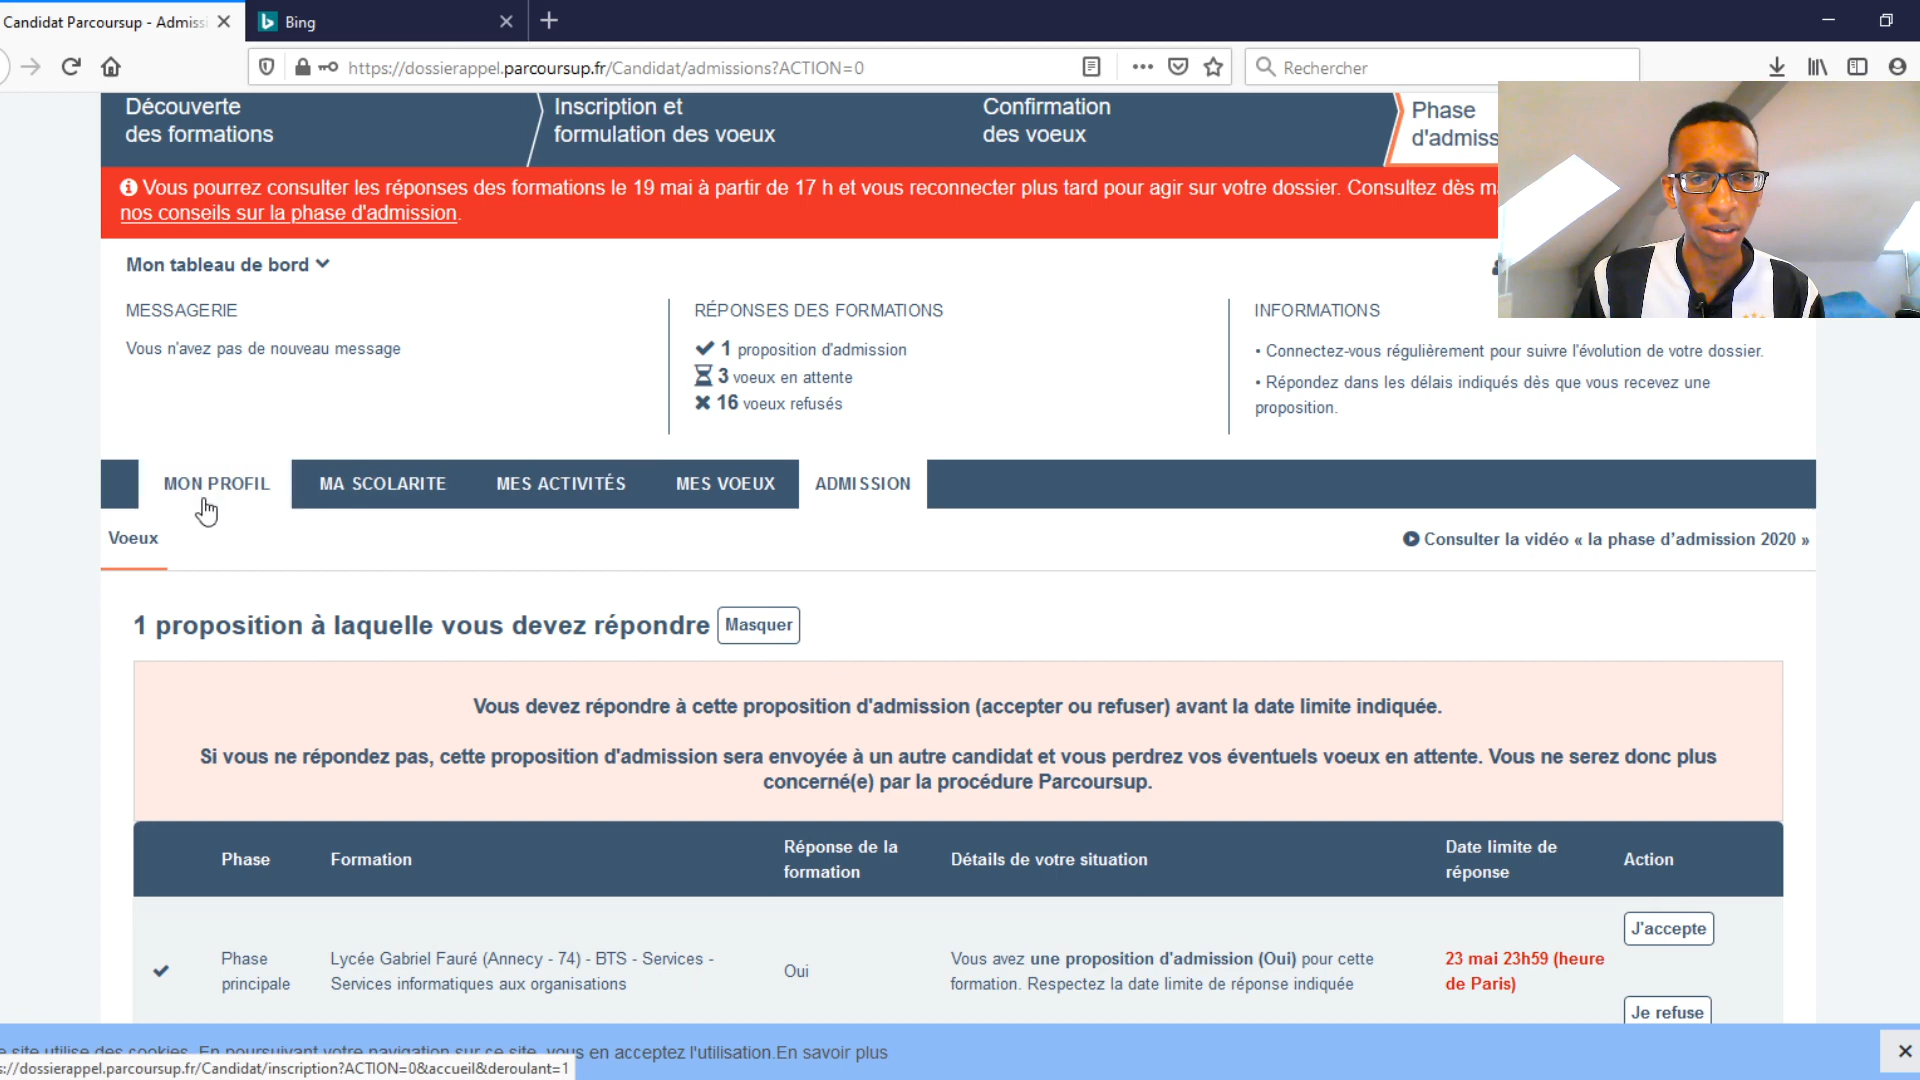 Candidat Parcoursup - Admiss
Bing
https://dossierappel.parcoursup.fr/Candidat/admissions?ACTION=0
Rechercher
Découverte
des formations
Inscription et
formulation des voeux
Confirmation
des voeux
Phase
d'admiss
Vous pourrez consulter les réponses des formations le 19 mai à partir de 17 h et vous reconnecter plus tard pour agir sur votre dossier. Consultez dès m
nos conseils sur la phase d'admission.
Mon tableau de bord
MESSAGERIE
Vous n'avez pas de nouveau message
RÉPONSES DES FORMATIONS
1 proposition d'admission
3 voeux en attente
16 voeux refusés
INFORMATIONS
• Connectez-vous régulièrement pour suivre l'évolution de votre dossier.
• Répondez dans les délais indiqués dès que vous recevez une
proposition.
MON PROFIL
MA SCOLARITE
MES ACTIVITÉS
MES VOEUX
ADMISSION
Voeux
Consulter la vidéo « la phase d'admission 2020 »
1 proposition à laquelle vous devez répondre
Masquer
Vous devez répondre à cette proposition d'admission (accepter ou refuser) avant la date limite indiquée.
Si vous ne répondez pas, cette proposition d'admission sera envoyée à un autre candidat et vous perdrez vos éventuels voeux en attente. Vous ne serez donc plus
concerné(e) par la procédure Parcoursup.
Phase
Formation
Réponse de la
formation
Détails de votre situation
Date limite de
réponse
Action
Phase
principale
Lycée Gabriel Fauré (Annecy - 74) - BTS - Services -
Services informatiques aux organisations
Oui
Vous avez une proposition d'admission (Oui) pour cette
formation. Respectez la date limite de réponse indiquée
23 mai 23h59 (heure
de Paris)
J'accepte
Je refuse
e site utilise des cookies. En poursuivant votre navigation sur ce site, vous en acceptez l'utilisation.En savoir plus
s://dossierappel.parcoursup.fr/Candidat/inscription?ACTION=0&accueil&deroulant=1